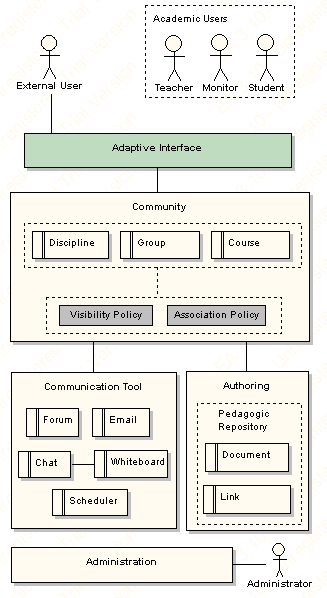 Academic Users
External User
Teacher Monitor Student
Adaptive Interface
Community
Discipline Group Course
Visibility Policy Association Policy
Communication Tool
Forum Email
Chat Whiteboard
Scheduler
Authoring
Pedagogic
Repository
Document
Link
Administration
Administrator